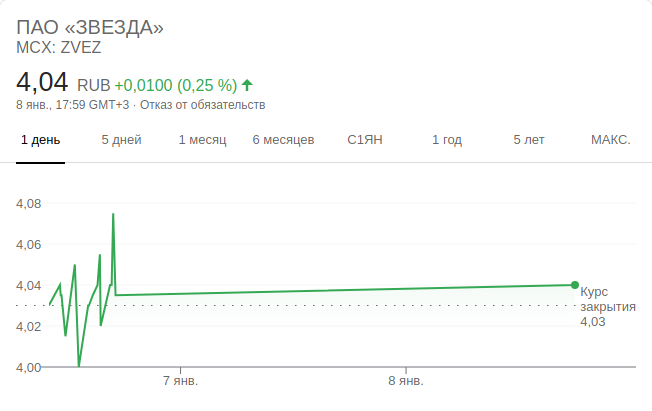 ПАО «ЗВЕЗДА»
MCX: ZVEZ
4,04 RUB +0,0100 (0,25 %)
8 янв., 17:59 GMT+3 · Отказ от обязательств
1 день 5 дней 1 месяц 6 месяцев С1ЯН 1 год 5 лет МАКС.
4,08
4,06
4,04
4,02
4,00
Курс
закрытия
4,03
7 янв. 8 янв.